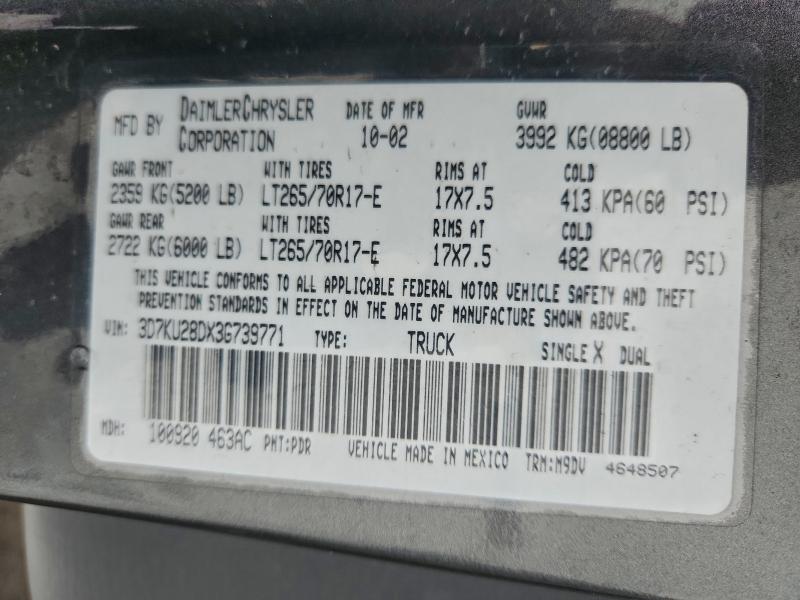 MFD BY DAIMLERCHRYSLER CORPORATION DATE OF MFR 10-02 GVWR 3992 KG(08800 LB)
GAWR FRONT WITH TIRES RIMS AT COLD
2359 KG(5200 LB) LT265/70R17-E 17X7.5 413 KPA(60 PSI)
GAWR REAR WITH TIRES RIMS AT COLD
2722 KG(6000 LB) LT265/70R17-E 17X7.5 482 KPA(70 PSI)
THIS VEHICLE CONFORMS TO ALL APPLICABLE FEDERAL MOTOR VEHICLE SAFETY AND THEFT
PREVENTION STANDARDS IN EFFECT ON THE DATE OF MANUFACTURE SHOWN ABOVE.
VIN: 3D7KU28DX3G739771 TYPE: TRUCK SINGLE X DUAL
MDH: 100920 463AC PNT:PDR VEHICLE MADE IN MEXICO TRM:M9DV 4648507